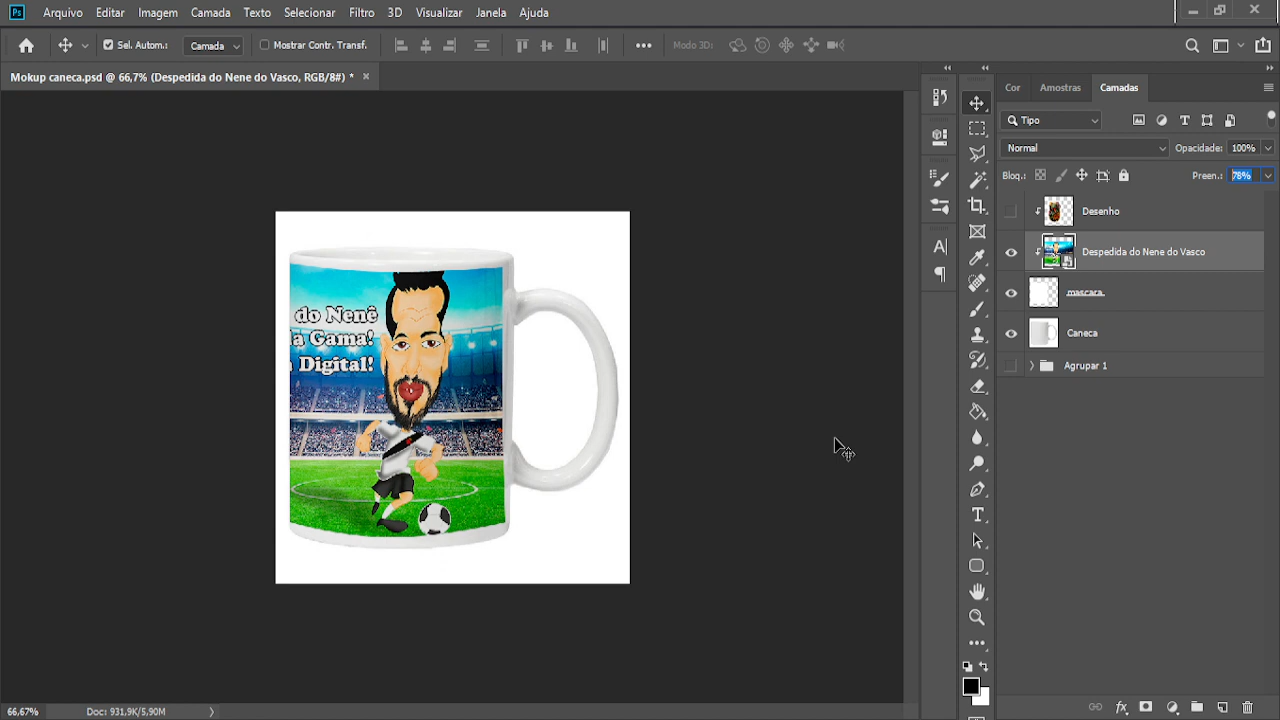 Ps Arquivo Editar Imagem Camada Texto Selecionar Filtro 3D Visualizar Janela Ajuda
Sel. Autom.: Camada Mostrar Contr. Transf. Modo 3D:
Mokup caneca.psd @ 66,7% (Despedida do Nene do Vasco, RGB/8#) * ×
Cor Amostras Camadas
Tipo
Normal Opacidade: 100%
Bloq.: Preen.: 78%
Desenho
Despedida do Nene do Vasco
mascara
Caneca
Agrupar 1
do Nenê
Gama!
Digital!
66,67% Doc: 931,9K/5,90M